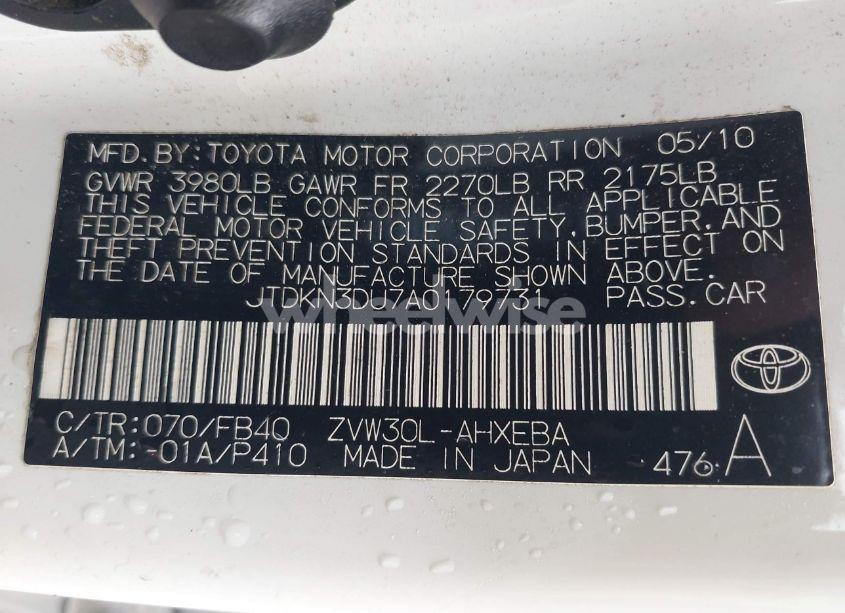 MFD.BY:TOYOTA MOTOR CORPORATION 05/10
GVWR 3980LB GAWR FR 2270LB RR 2175LB
THIS VEHICLE CONFORMS TO ALL APPLICABLE
FEDERAL MOTOR VEHICLE SAFETY,BUMPER,AND
THEFT PREVENTION STANDARDS IN EFFECT ON
THE DATE OF MANUFACTURE SHOWN ABOVE.
JTDKN3DU7A0179731 PASS.CAR
wheelwise
C/TR:070/FB40 ZVW30L-AHXEBA
A/TM:-01A/P410 MADE IN JAPAN 476 A